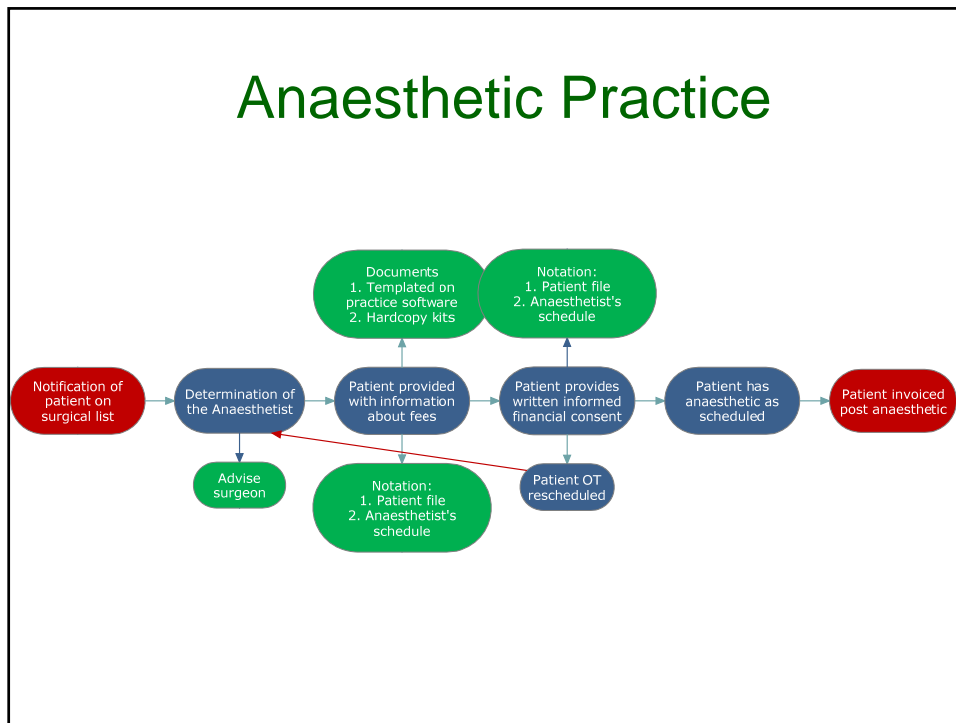 Anaesthetic Practice
Documents
1. Templated on
practice software
2. Hardcopy kits
Notation:
1. Patient file
2. Anaesthetist's
schedule
Notification of
patient on
surgical list
Determination of
the Anaesthetist
Patient provided
with information
about fees
Patient provides
written informed
financial consent
Patient has
anaesthetic as
scheduled
Patient invoiced
post anaesthetic
Advise
surgeon
Notation:
1. Patient file
2. Anaesthetist's
schedule
Patient OT
rescheduled